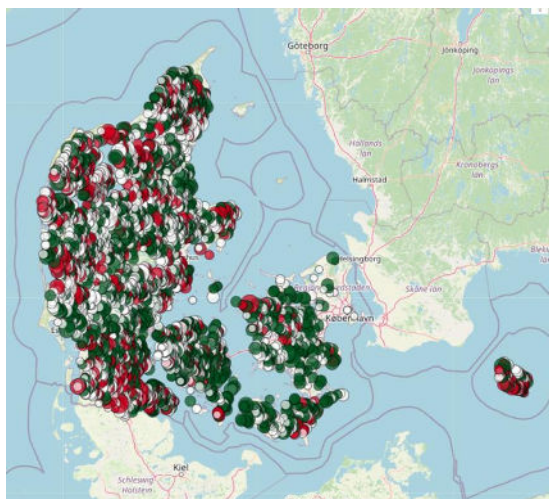 Göteborg
Jönköping
Jönköpings
län
Hallands
län
Kronobergs
län
Halmstad
Helsingborg
Skåne län
København
Kiel
Schleswig
Holstein